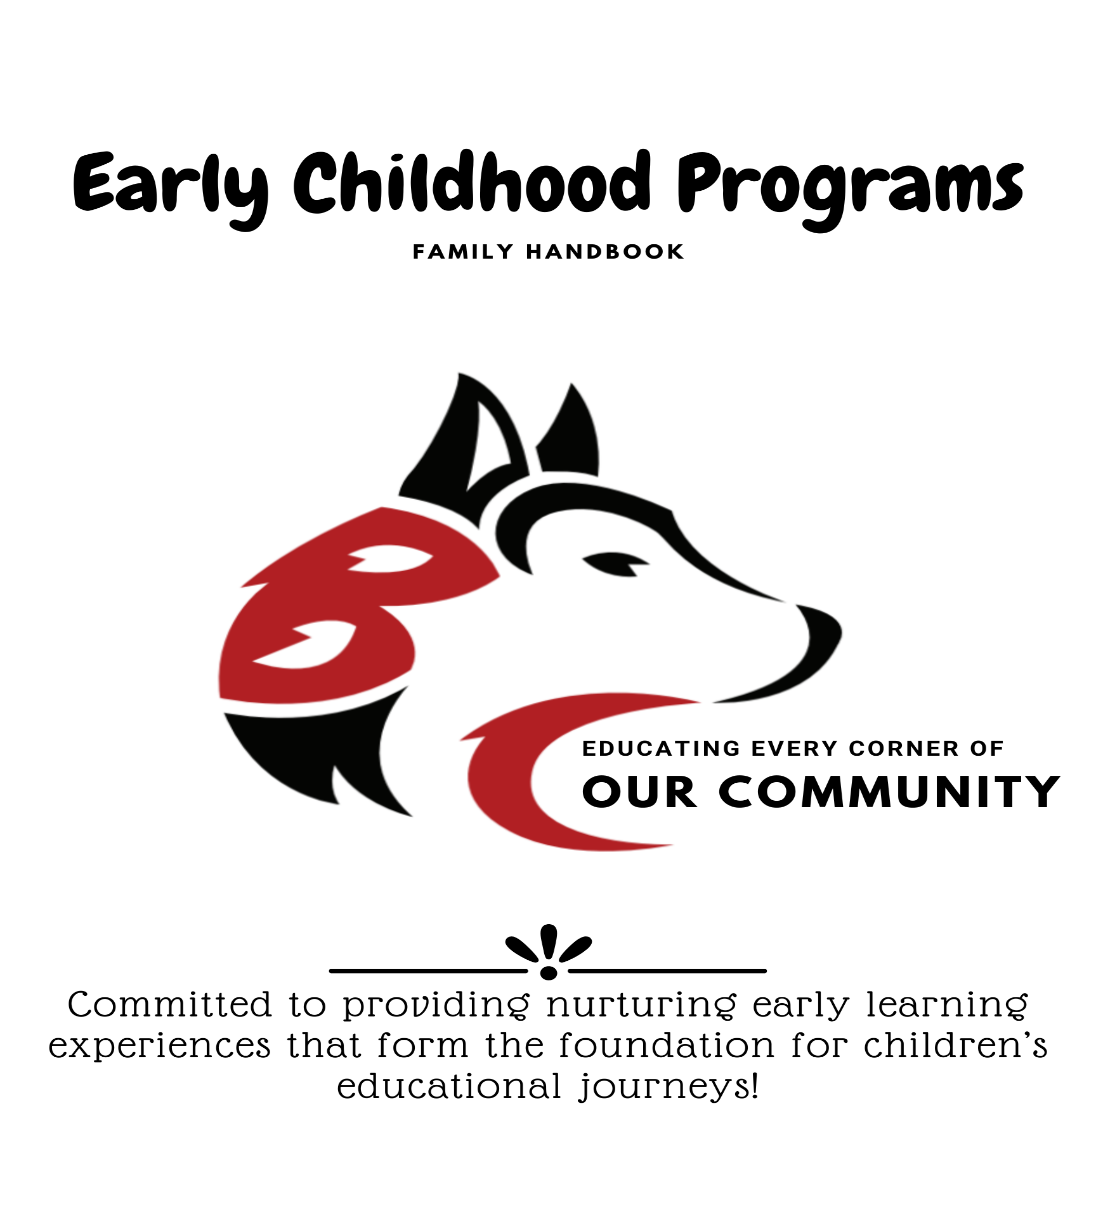 Early Childhood Programs
FAMILY HANDBOOK
EDUCATING EVERY CORNER OF
OUR COMMUNITY
Committed to providing nurturing early learning
experiences that form the foundation for children's
educational journeys!